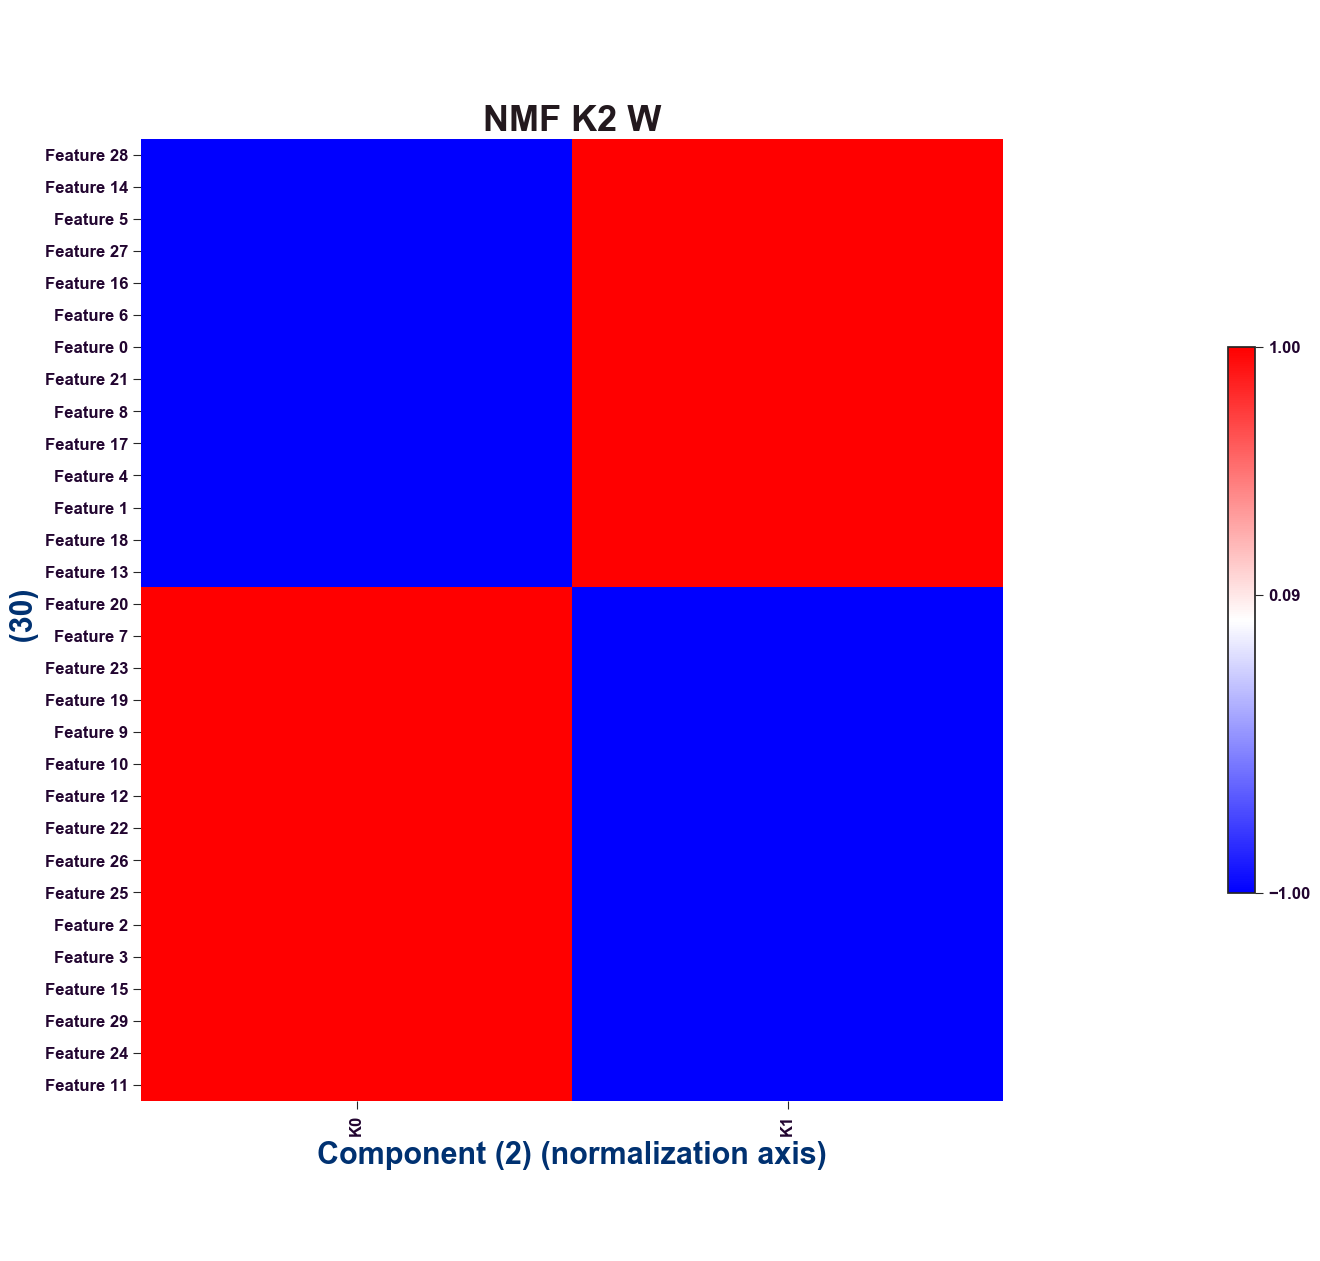 NMF K2 W
Feature 28
Feature 14
Feature 5
Feature 27
Feature 16
Feature 6
Feature 0
Feature 21
Feature 8
Feature 17
Feature 4
Feature 1
Feature 18
Feature 13
Feature 20
Feature 7
Feature 23
Feature 19
Feature 9
Feature 10
Feature 12
Feature 22
Feature 26
Feature 25
Feature 2
Feature 3
Feature 15
Feature 29
Feature 24
Feature 11
(30)
K0
K1
Component (2) (normalization axis)
1.00
0.09
−1.00